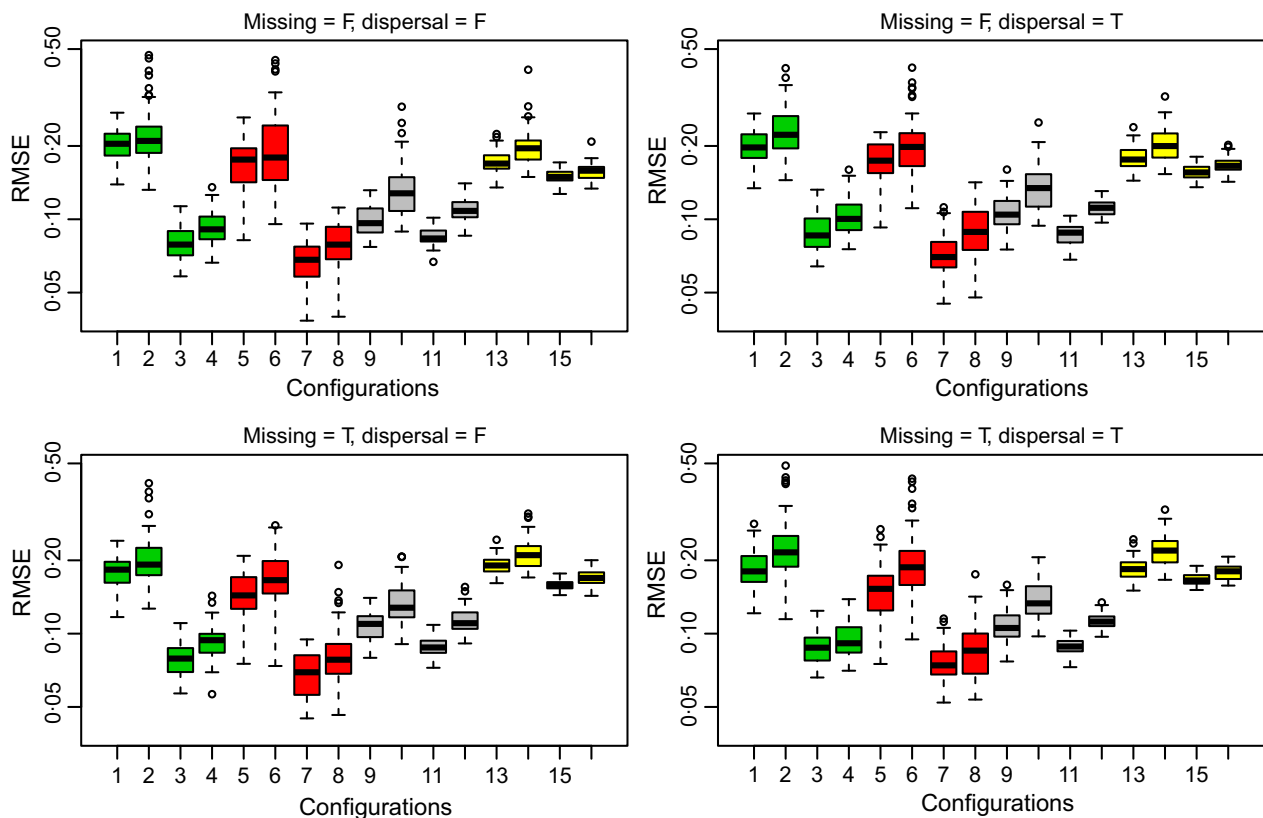 Missing = F, dispersal = F
RMSE
0·50
0·20
0·10
0·05
1 2 3 4 5 6 7 8 9 11 13 15
Configurations
Missing = F, dispersal = T
RMSE
0·50
0·20
0·10
0·05
1 2 3 4 5 6 7 8 9 11 13 15
Configurations
Missing = T, dispersal = F
RMSE
0·50
0·20
0·10
0·05
1 2 3 4 5 6 7 8 9 11 13 15
Configurations
Missing = T, dispersal = T
RMSE
0·50
0·20
0·10
0·05
1 2 3 4 5 6 7 8 9 11 13 15
Configurations